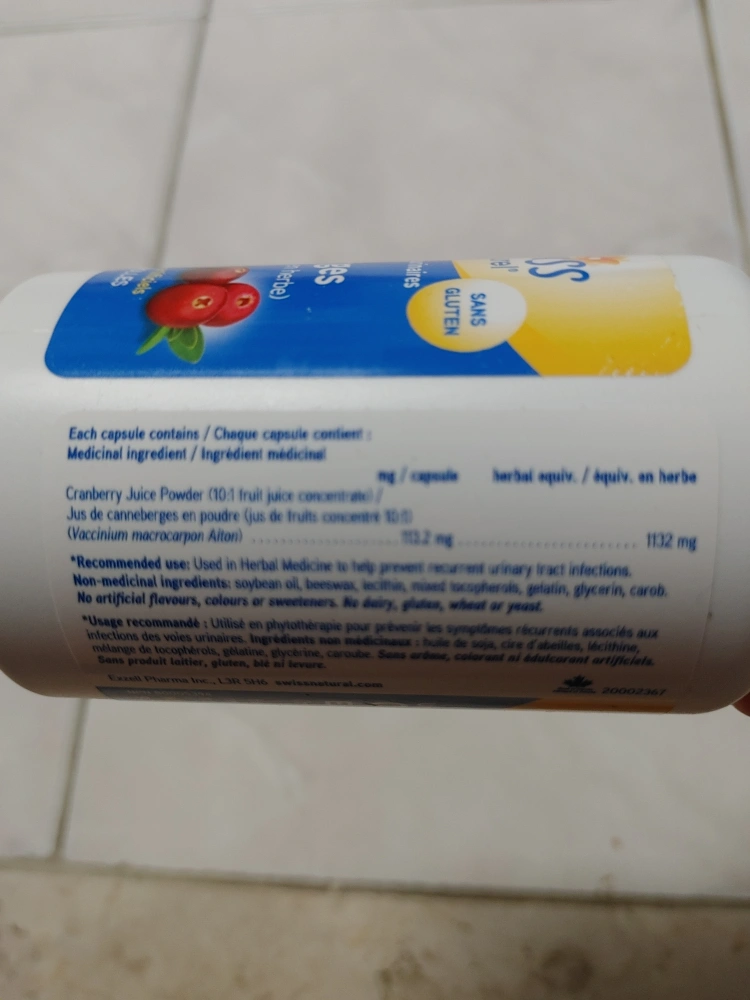 SANS
GLUTEN
Each capsule contains / Chaque capsule contient :
Medicinal ingredient / Ingrédient médicinal
mg / capsule herbal equiv. / équiv. en herbe
Cranberry Juice Powder (10:1 fruit juice concentrate) /
Jus de canneberges en poudre (jus de fruits concentré 10:1)
(Vaccinium macrocarpon Aiton) 113.2 mg 1132 mg
*Recommended use: Used in Herbal Medicine to help prevent recurrent urinary tract infections.
Non-medicinal ingredients: soybean oil, beeswax, lecithin, mixed tocopherols, gelatin, glycerin, carob.
No artificial flavours, colours or sweeteners. No dairy, gluten, wheat or yeast.
*Usage recommandé : Utilisé en phytothérapie pour prévenir les symptômes récurrents associés aux
infections des voies urinaires. Ingrédients non médicinaux : huile de soja, cire d'abeilles, lécithine,
mélange de tocophérols, gélatine, glycérine, caroube. Sans arôme, colorant ni édulcorant artificiels.
Sans produit laitier, gluten, blé ni levure.
Pharma Inc., L3R 5H6 swissnatural.com
20002367